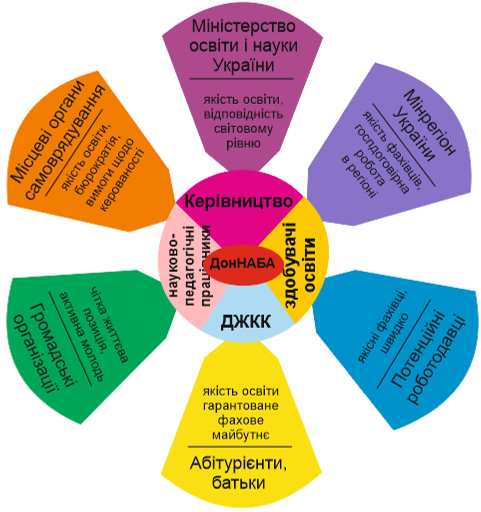 Міністерство
освіти і науки
України
якість освіти,
відповідність
світовому
рівню
Мінрегіон
України
якість фахівців,
госпдоговірна
робота
в регіоні
Потенційні
роботодавці
якісні фахівці,
швидко
якість освіти
гарантоване
фахове
майбутнє
Абітурієнти,
батьки
чітка життєва
позиція,
активна молодь
Громадські
організації
Місцеві органи
самоврядування
якість освіти,
бюрократія,
вимоги щодо
керованості
Керівництво
здобувачі
освіти
ДЖКК
науково-
педагогічні
працівники
ДонНАБА